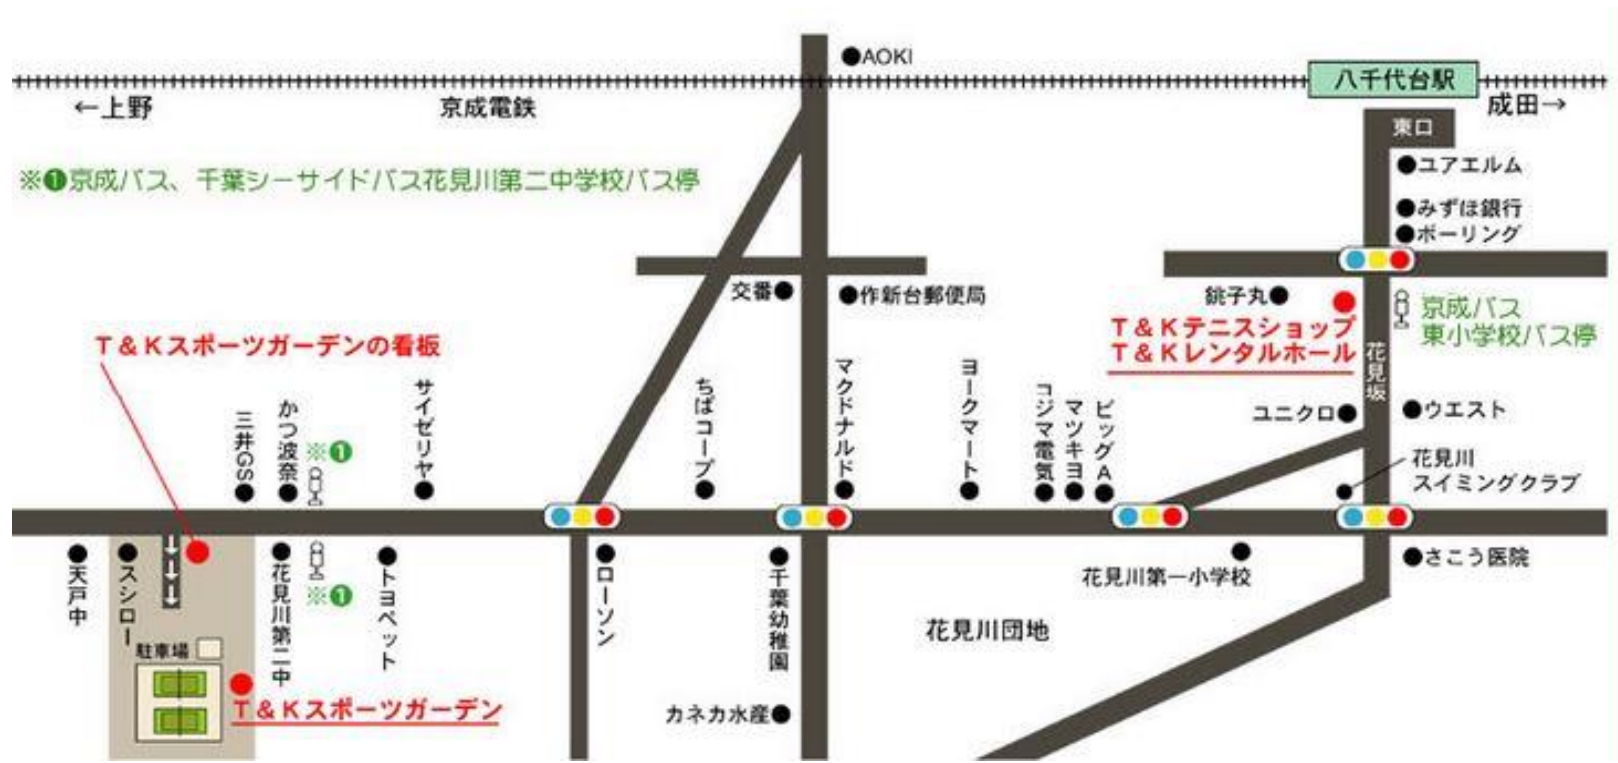 AOKI
八千代台駅
←上野
京成電鉄
成田→
東口
ユアエルム
※❶京成バス、千葉シーサイドバス花見川第二中学校バス停
みずほ銀行
ボーリング
交番
作新台郵便局
銚子丸
T&Kテニスショップ
T&Kレンタルホール
京成バス
東小学校バス停
花見坂
T&Kスポーツガーデンの看板
三井GS
かつ波奈
※❶
サイゼリヤ
ちばコープ
マクドナルド
ヨークマート
コジマ電気
マツキヨ
ビッグA
ユニクロ
ウエスト
花見川
スイミングクラブ
天戸中
スシロー
花見川第二中
※❶
トヨペット
ローソン
千葉幼稚園
花見川第一小学校
さこう医院
花見川団地
駐車場
T&Kスポーツガーデン
カネカ水産